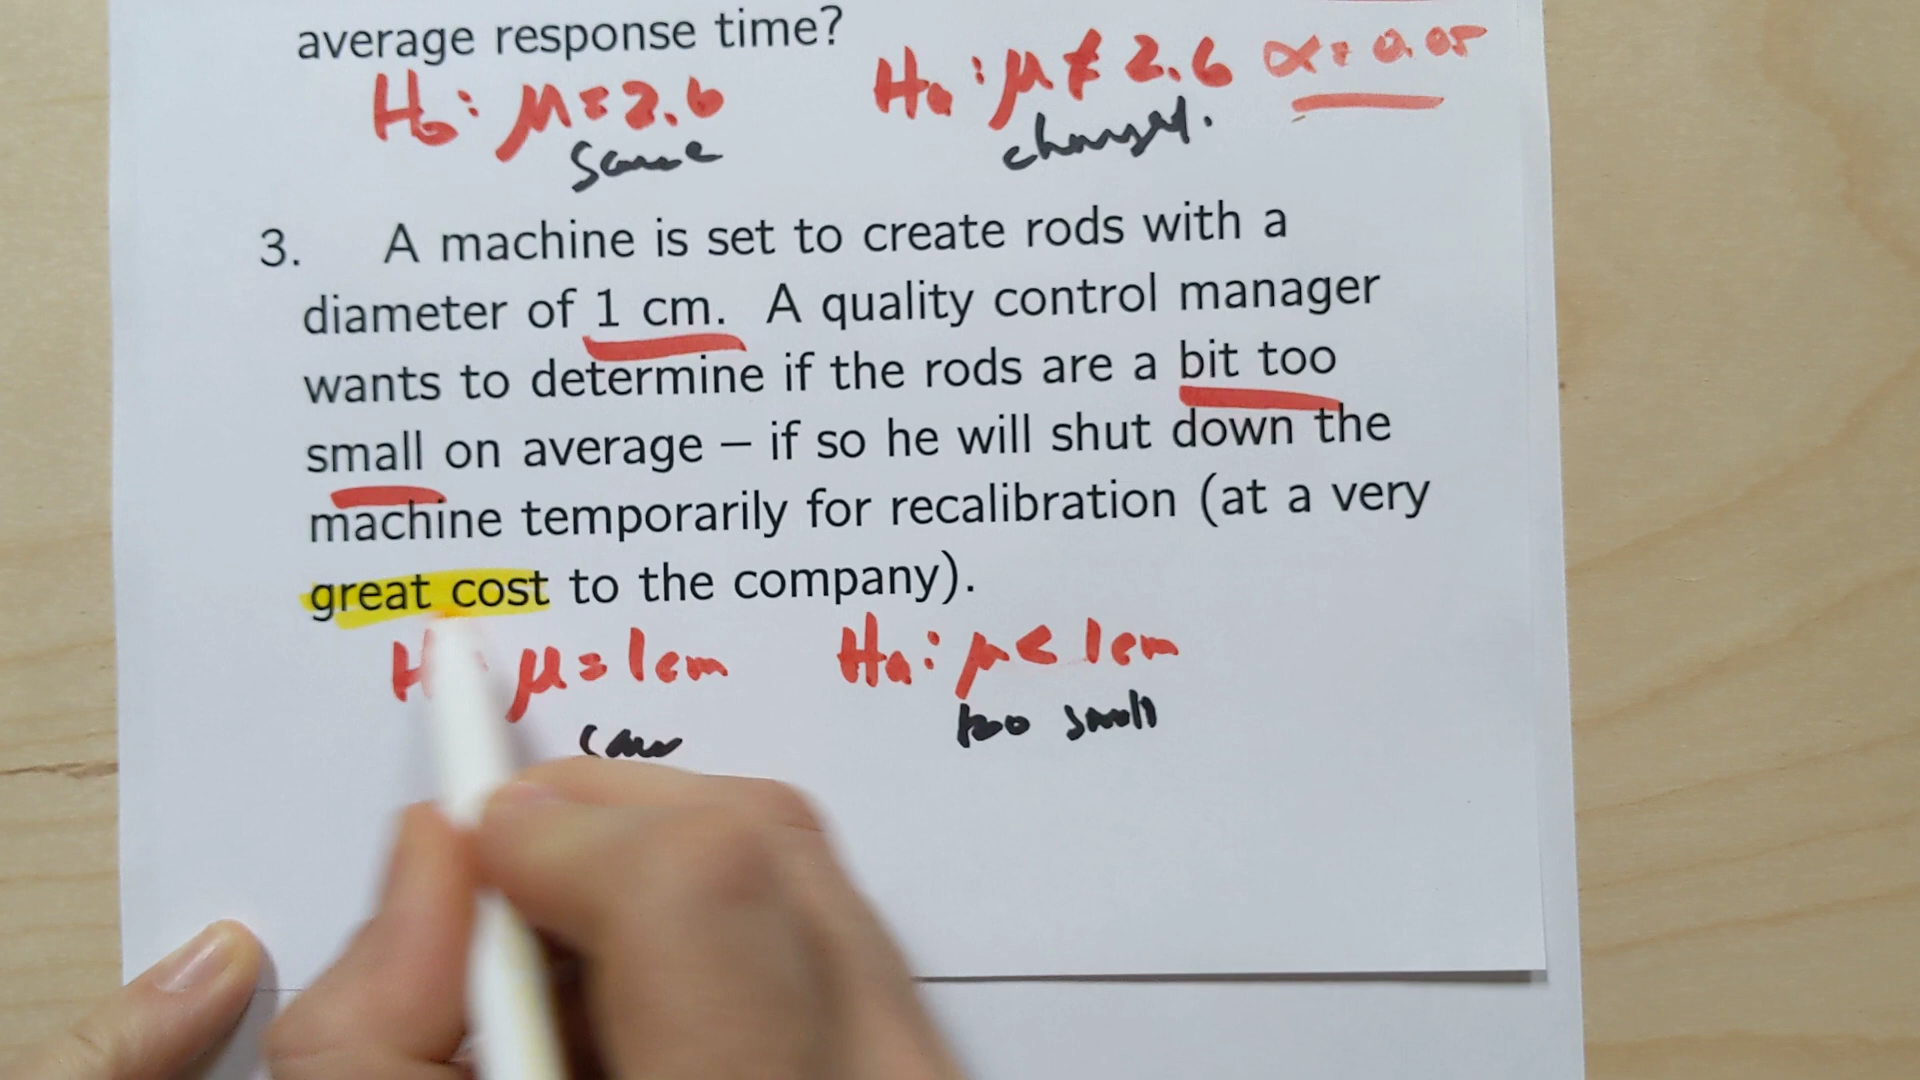 average response time?
H₀: μ = 2.6 Hₐ: μ ≠ 2.6 α = 0.05
Same changed.
3. A machine is set to create rods with a
diameter of 1 cm. A quality control manager
wants to determine if the rods are a bit too
small on average – if so he will shut down the
machine temporarily for recalibration (at a very
great cost to the company).
H : μ = 1cm Hₐ: μ < 1cm
too small